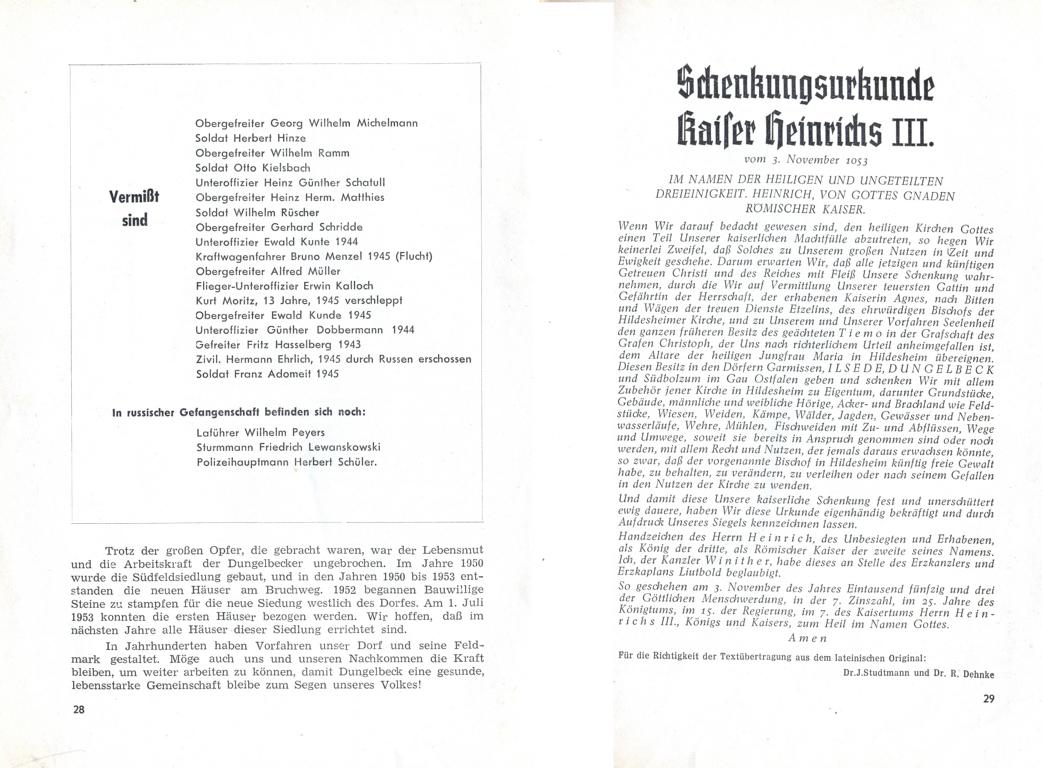 Vermißt
sind
Obergefreiter Georg Wilhelm Michelmann
Soldat Herbert Hinze
Obergefreiter Wilhelm Ramm
Soldat Otto Kielsbach
Unteroffizier Heinz Günther Schatull
Obergefreiter Heinz Herm. Matthies
Soldat Wilhelm Rüscher
Obergefreiter Gerhard Schridde
Unteroffizier Ewald Kunte 1944
Kraftwagenfahrer Bruno Menzel 1945 (Flucht)
Obergefreiter Alfred Müller
Flieger-Unteroffizier Erwin Kalloch
Kurt Moritz, 13 Jahre, 1945 verschleppt
Obergefreiter Ewald Kunde 1945
Unteroffizier Günther Dobbermann 1944
Gefreiter Fritz Hasselberg 1943
Zivil. Hermann Ehrlich, 1945 durch Russen erschossen
Soldat Franz Adomeit 1945
In russischer Gefangenschaft befinden sich noch:
Laführer Wilhelm Peyers
Sturmmann Friedrich Lewanskowski
Polizeihauptmann Herbert Schüler.
Trotz der großen Opfer, die gebracht waren, war der Lebensmut
und die Arbeitskraft der Dungelbecker ungebrochen. Im Jahre 1950
wurde die Südfeldsiedlung gebaut, und in den Jahren 1950 bis 1953 ent-
standen die neuen Häuser am Bruchweg. 1952 begannen Bauwillige
Steine zu stampfen für die neue Siedung westlich des Dorfes. Am 1. Juli
1953 konnten die ersten Häuser bezogen werden. Wir hoffen, daß im
nächsten Jahre alle Häuser dieser Siedlung errichtet sind.
In Jahrhunderten haben Vorfahren unser Dorf und seine Feld-
mark gestaltet. Möge auch uns und unseren Nachkommen die Kraft
bleiben, um weiter arbeiten zu können, damit Dungelbeck eine gesunde,
lebensstarke Gemeinschaft bleibe zum Segen unseres Volkes!
28
Schenkungsurkunde
Kaiser Heinrichs III.
vom 3. November 1053
IM NAMEN DER HEILIGEN UND UNGETEILTEN
DREIEINIGKEIT. HEINRICH, VON GOTTES GNADEN
RÖMISCHER KAISER.
Wenn Wir darauf bedacht gewesen sind, den heiligen Kirchen Gottes
einen Teil Unserer kaiserlichen Machtfülle abzutreten, so hegen Wir
keinerlei Zweifel, daß Solches zu Unserem großen Nutzen in Zeit und
Ewigkeit geschehe. Darum erwarten Wir, daß alle jetzigen und künftigen
Getreuen Christi und des Reiches mit Fleiß Unsere Schenkung wahr-
nehmen, durch die Wir auf Vermittlung Unserer teuersten Gattin und
Gefährtin der Herrschaft, der erhabenen Kaiserin Agnes, nach Bitten
und Wägen der treuen Dienste Etzelins, des ehrwürdigen Bischofs der
Hildesheimer Kirche, und zu Unserem und Unserer Vorfahren Seelenheil
den ganzen früheren Besitz des geächteten T i e m o in der Grafschaft des
Grafen Christoph, der Uns nach richterlichem Urteil anheimgefallen ist,
dem Altare der heiligen Jungfrau Maria in Hildesheim übereignen.
Diesen Besitz in den Dörfern Garmissen, I L S E D E, D U N G E L B E C K
und Südbolzum im Gau Ostfalen geben und schenken Wir mit allem
Zubehör jener Kirche in Hildesheim zu Eigentum, darunter Grundstücke,
Gebäude, männliche und weibliche Hörige, Acker- und Brachland wie Feld-
stücke, Wiesen, Weiden, Kämpe, Wälder, Jagden, Gewässer und Neben-
wasserläufe, Wehre, Mühlen, Fischweiden mit Zu- und Abflüssen, Wege
und Umwege, soweit sie bereits in Anspruch genommen sind oder noch
werden, mit allem Recht und Nutzen, der jemals daraus erwachsen könnte,
so zwar, daß der vorgenannte Bischof in Hildesheim künftig freie Gewalt
habe, zu behalten, zu verändern, zu verleihen oder nach seinem Gefallen
in den Nutzen der Kirche zu wenden.
Und damit diese Unsere kaiserliche Schenkung fest und unerschüttert
ewig dauere, haben Wir diese Urkunde eigenhändig bekräftigt und durch
Aufdruck Unseres Siegels kennzeichnen lassen.
Handzeichen des Herrn H e i n r i c h, des Unbesiegten und Erhabenen,
als König der dritte, als Römischer Kaiser der zweite seines Namens.
Ich, der Kanzler W i n i t h e r, habe dieses an Stelle des Erzkanzlers und
Erzkaplans Liutbold beglaubigt.
So geschehen am 3. November des Jahres Eintausend fünfzig und drei
der Göttlichen Menschwerdung, in der 7. Zinszahl, im 25. Jahre des
Königtums, im 15. der Regierung, im 7. des Kaisertums Herrn H e i n -
r i c h s III., Königs und Kaisers, zum Heil im Namen Gottes.
A m e n
Für die Richtigkeit der Textübertragung aus dem lateinischen Original:
Dr.J.Studtmann und Dr. R. Dehnke
29